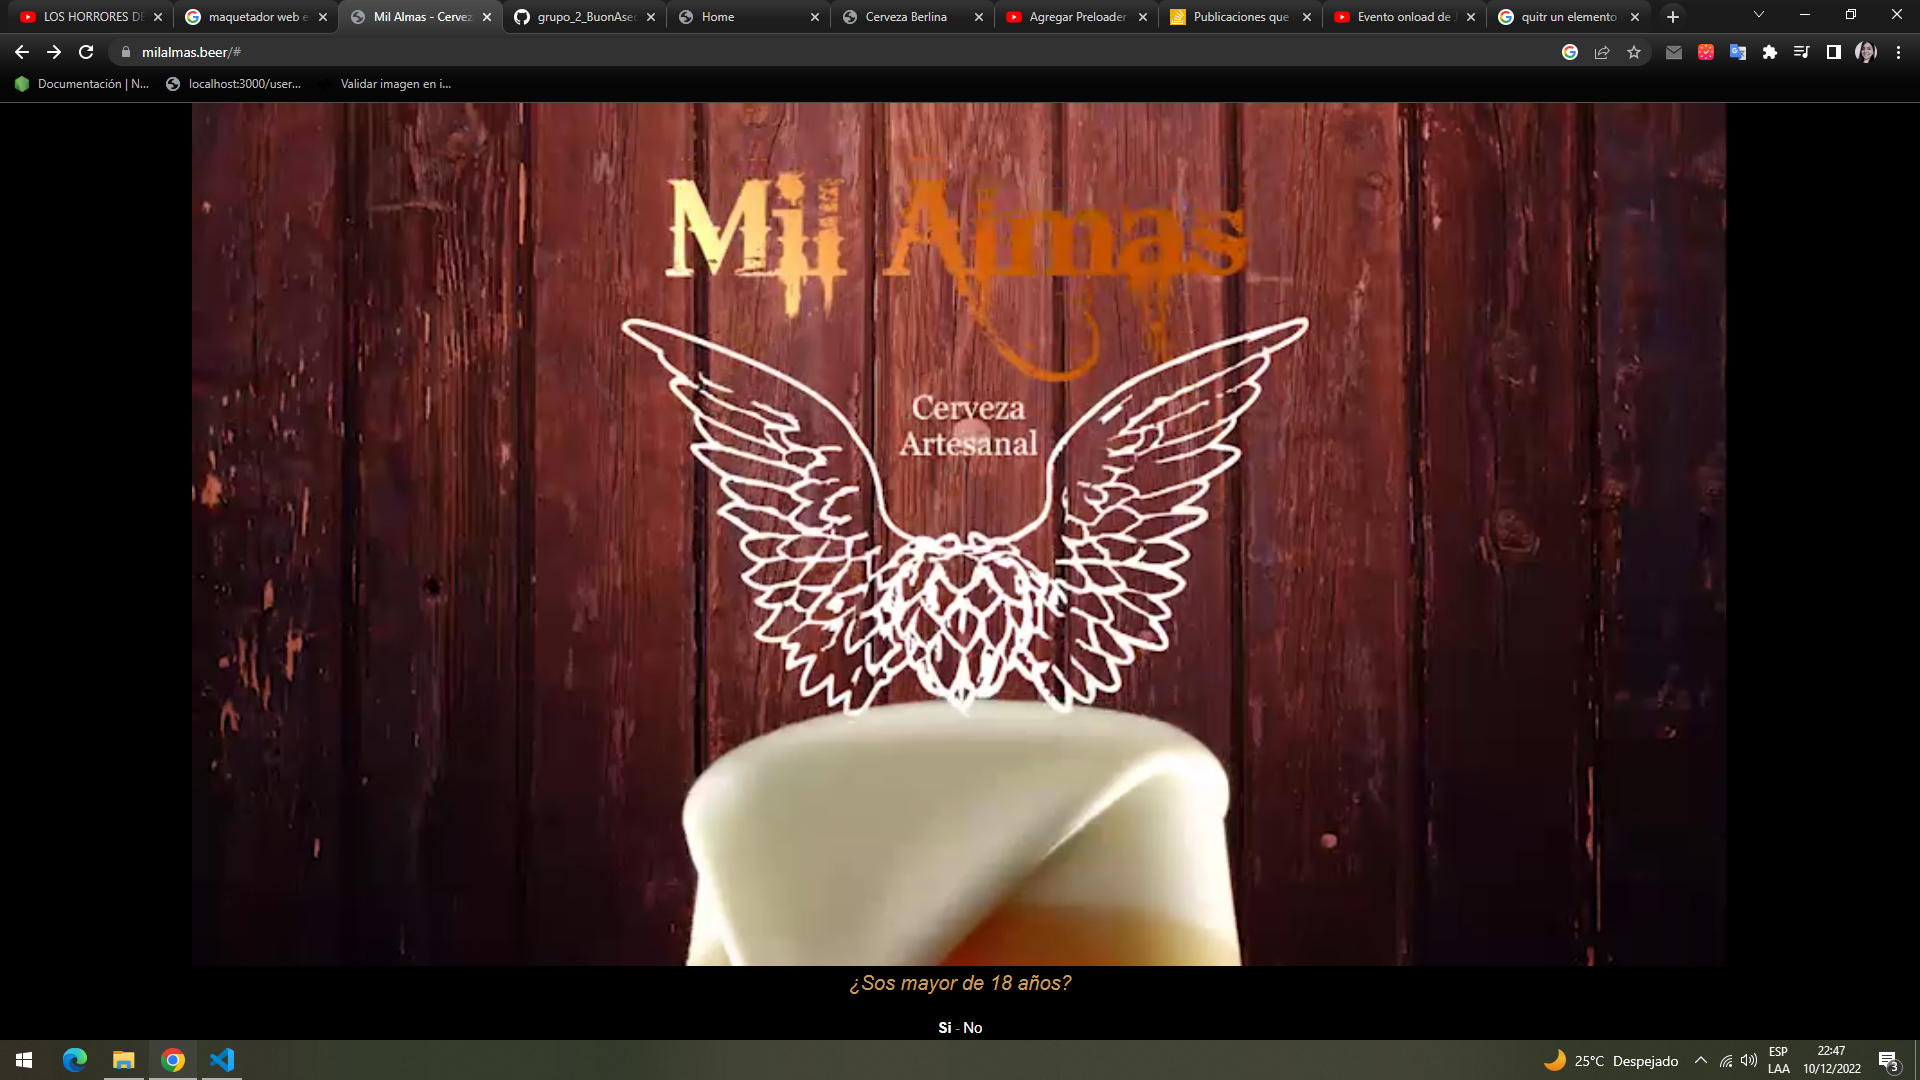 LOS HORRORES DE
maquetador web e
Mil Almas - Cervez
grupo_2_BuonAsec
Home
Cerveza Berlina
Agregar Preloader
Publicaciones que
Evento onload de
quitr un elemento
milalmas.beer/#
Documentación | N...
localhost:3000/user...
Validar imagen en i...
Mil Almas
Cerveza
Artesanal
¿Sos mayor de 18 años?
Si - No
25°C Despejado
ESP
LAA
22:47
10/12/2022
3